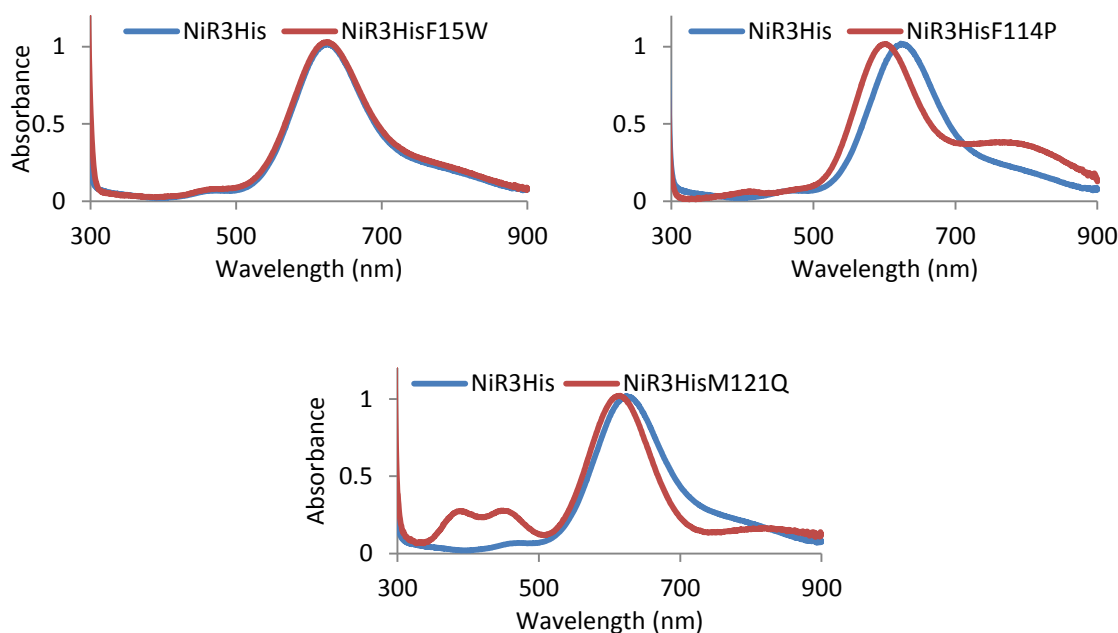 NiR3His NiR3HisF15W
1
0.5
0
Absorbance
300 500 700 900
Wavelength (nm)
NiR3His NiR3HisF114P
1
0.5
0
Absorbance
300 500 700 900
Wavelength (nm)
NiR3His NiR3HisM121Q
1
0.5
0
Absorbance
300 500 700 900
Wavelength (nm)